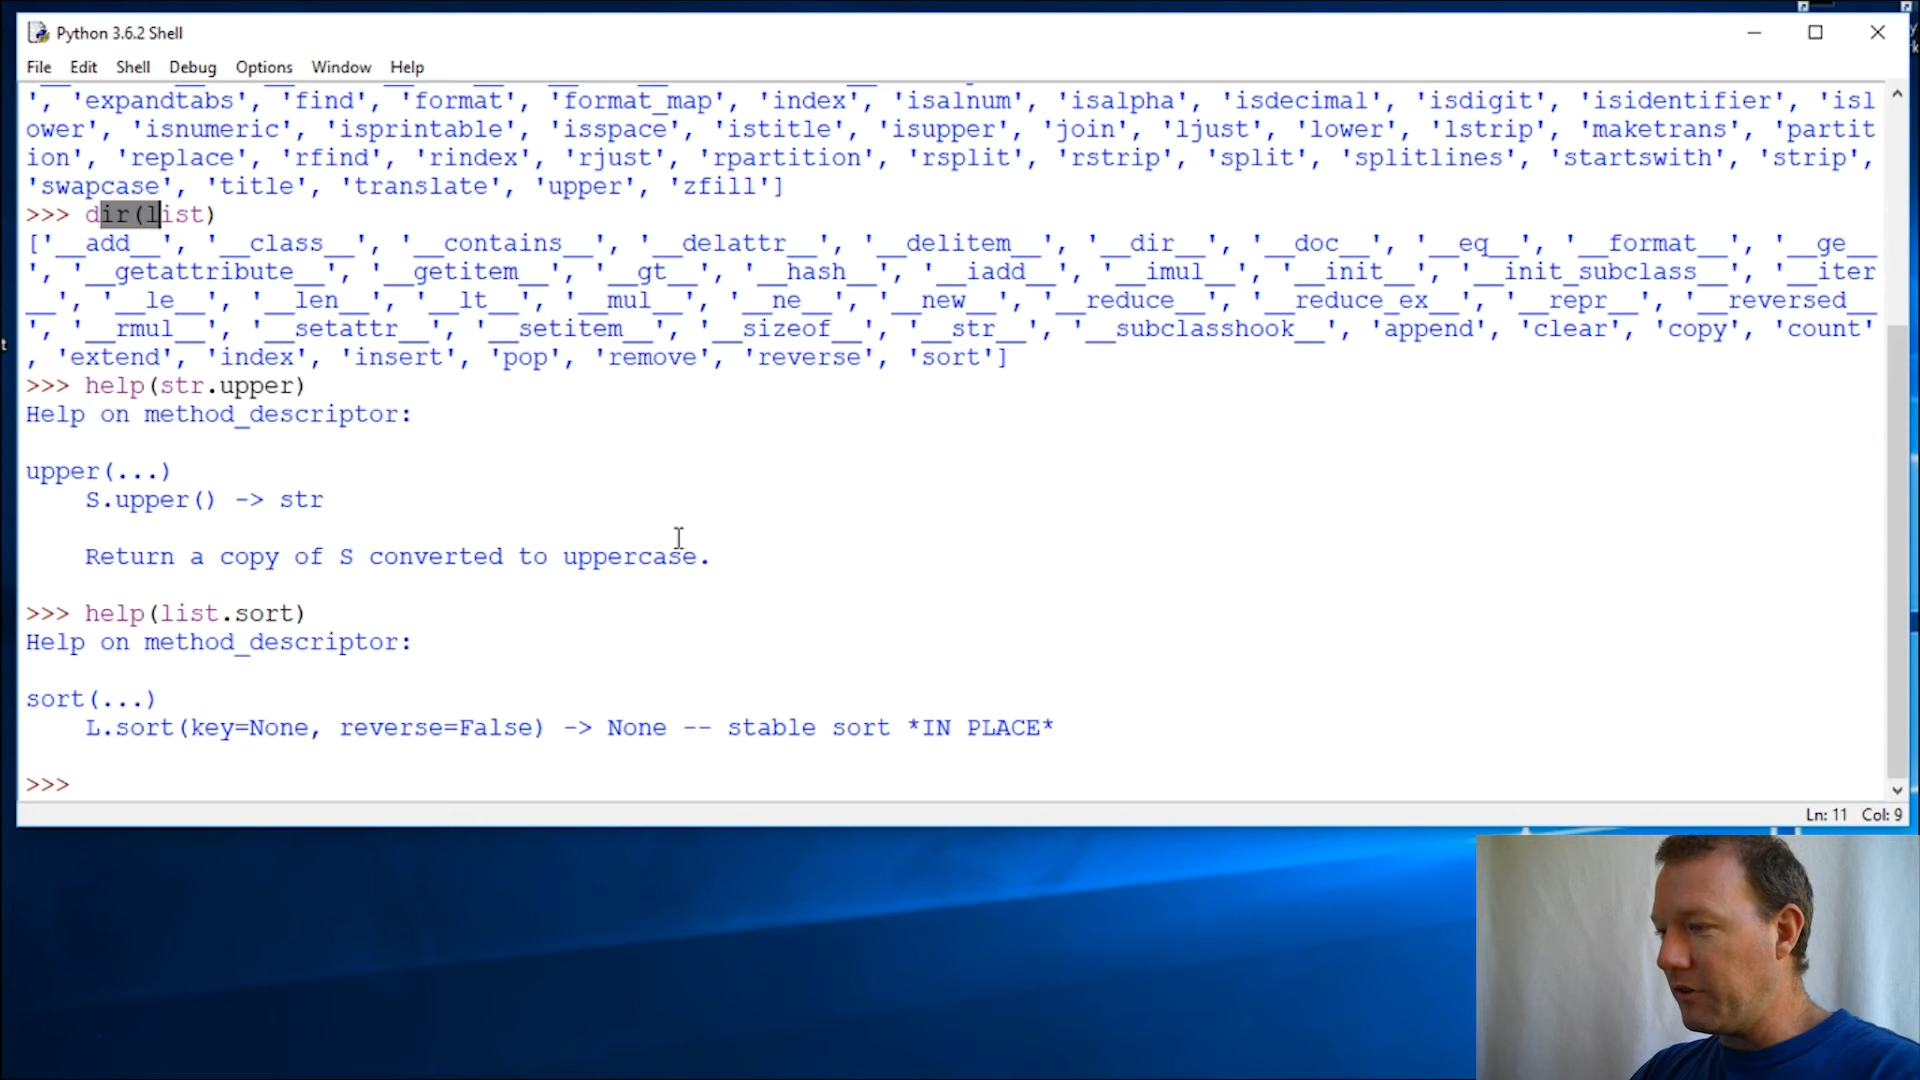 Python 3.6.2 Shell
File Edit Shell Debug Options Window Help
', 'expandtabs', 'find', 'format', 'format_map', 'index', 'isalnum', 'isalpha', 'isdecimal', 'isdigit', 'isidentifier', 'isl
ower', 'isnumeric', 'isprintable', 'isspace', 'istitle', 'isupper', 'join', 'ljust', 'lower', 'lstrip', 'maketrans', 'partit
ion', 'replace', 'rfind', 'rindex', 'rjust', 'rpartition', 'rsplit', 'rstrip', 'split', 'splitlines', 'startswith', 'strip',
'swapcase', 'title', 'translate', 'upper', 'zfill']
>>> dir(list)
['__add__', '__class__', '__contains__', '__delattr__', '__delitem__', '__dir__', '__doc__', '__eq__', '__format__', '__ge__
', '__getattribute__', '__getitem__', '__gt__', '__hash__', '__iadd__', '__imul__', '__init__', '__init_subclass__', '__iter
__', '__le__', '__len__', '__lt__', '__mul__', '__ne__', '__new__', '__reduce__', '__reduce_ex__', '__repr__', '__reversed__
', '__rmul__', '__setattr__', '__setitem__', '__sizeof__', '__str__', '__subclasshook__', 'append', 'clear', 'copy', 'count'
, 'extend', 'index', 'insert', 'pop', 'remove', 'reverse', 'sort']
>>> help(str.upper)
Help on method_descriptor:
upper(...)
S.upper() -> str
Return a copy of S converted to uppercase.
>>> help(list.sort)
Help on method_descriptor:
sort(...)
L.sort(key=None, reverse=False) -> None -- stable sort *IN PLACE*
>>>
Ln: 11 Col: 9